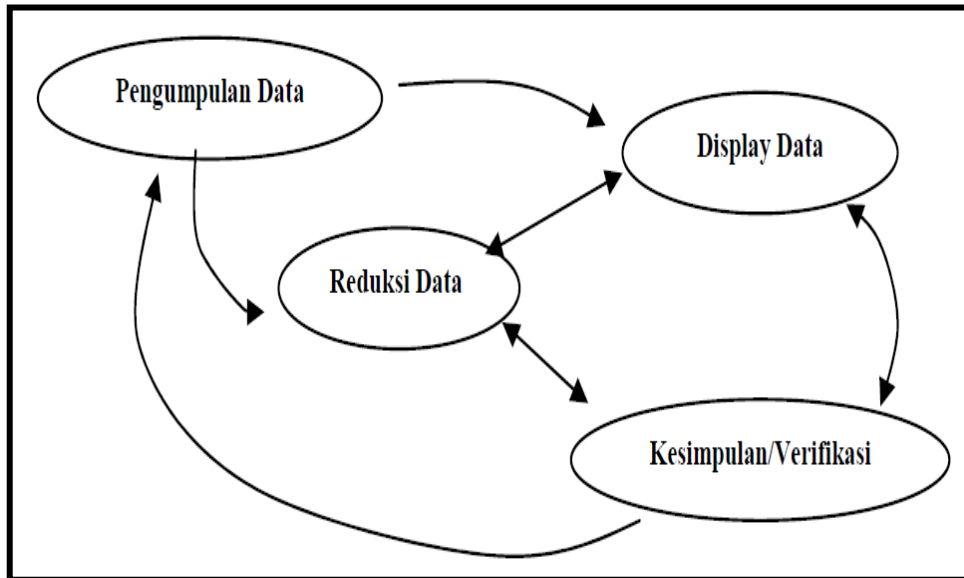 Pengumpulan Data
Display Data
Reduksi Data
Kesimpulan/Verifikasi